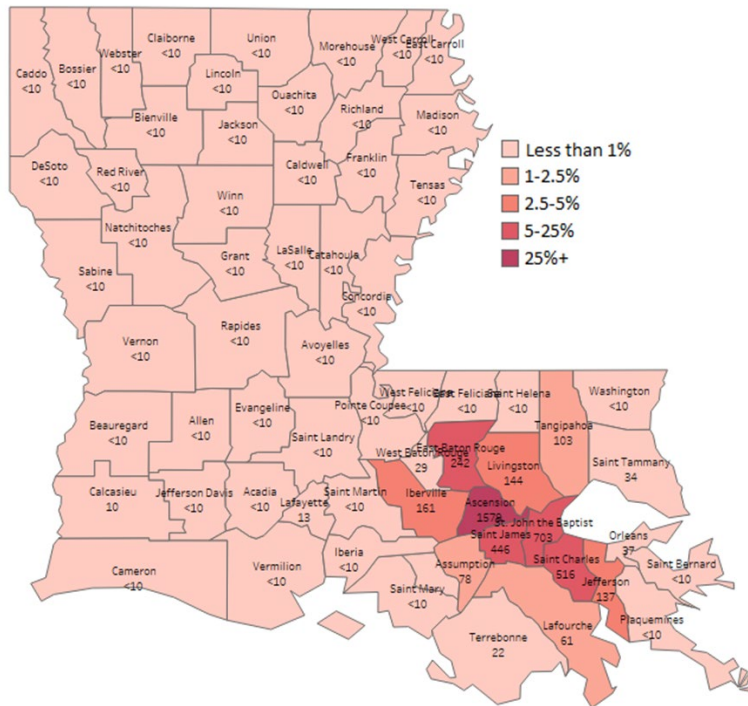 Claiborne
<10
Union
<10
Morehouse
<10
West Carroll
<10
East Carroll
<10
Webster
<10
Bossier
<10
Caddo
<10
Lincoln
<10
Ouachita
<10
Richland
<10
Madison
<10
Bienville
<10
Jackson
<10
Less than 1%
1-2.5%
2.5-5%
5-25%
25%+
DeSoto
<10
Red River
<10
Caldwell
<10
Franklin
<10
Tensas
<10
Winn
<10
Natchitoches
<10
Sabine
<10
Grant
<10
LaSalle
<10
Catahoula
<10
Concordia
<10
Vernon
<10
Rapides
<10
Avoyelles
<10
West Feliciana
<10
East Feliciana
<10
Saint Helena
<10
Washington
<10
Beauregard
<10
Allen
<10
Evangeline
<10
Pointe Coupee
<10
Tangipahoa
103
Saint Landry
<10
West Baton Rouge
29
East Baton Rouge
242
Livingston
144
Saint Tammany
34
Calcasieu
10
Jefferson Davis
<10
Acadia
<10
Lafayette
13
Saint Martin
<10
Iberville
161
Ascension
St. John the Baptist
703
Saint James
446
Orleans
37
Cameron
<10
Vermilion
<10
Iberia
<10
Saint Mary
<10
Assumption
78
Saint Charles
516
Jefferson
137
Saint Bernard
<10
Plaquemines
<10
Terrebonne
22
Lafourche
61